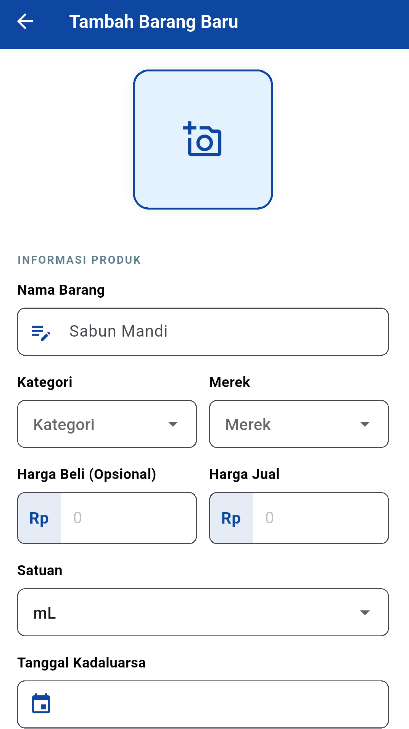 Tambah Barang Baru
INFORMASI PRODUK
Nama Barang
Sabun Mandi
Kategori Merek
Kategori Merek
Harga Beli (Opsional) Harga Jual
Rp 0 Rp 0
Satuan
mL
Tanggal Kadaluarsa